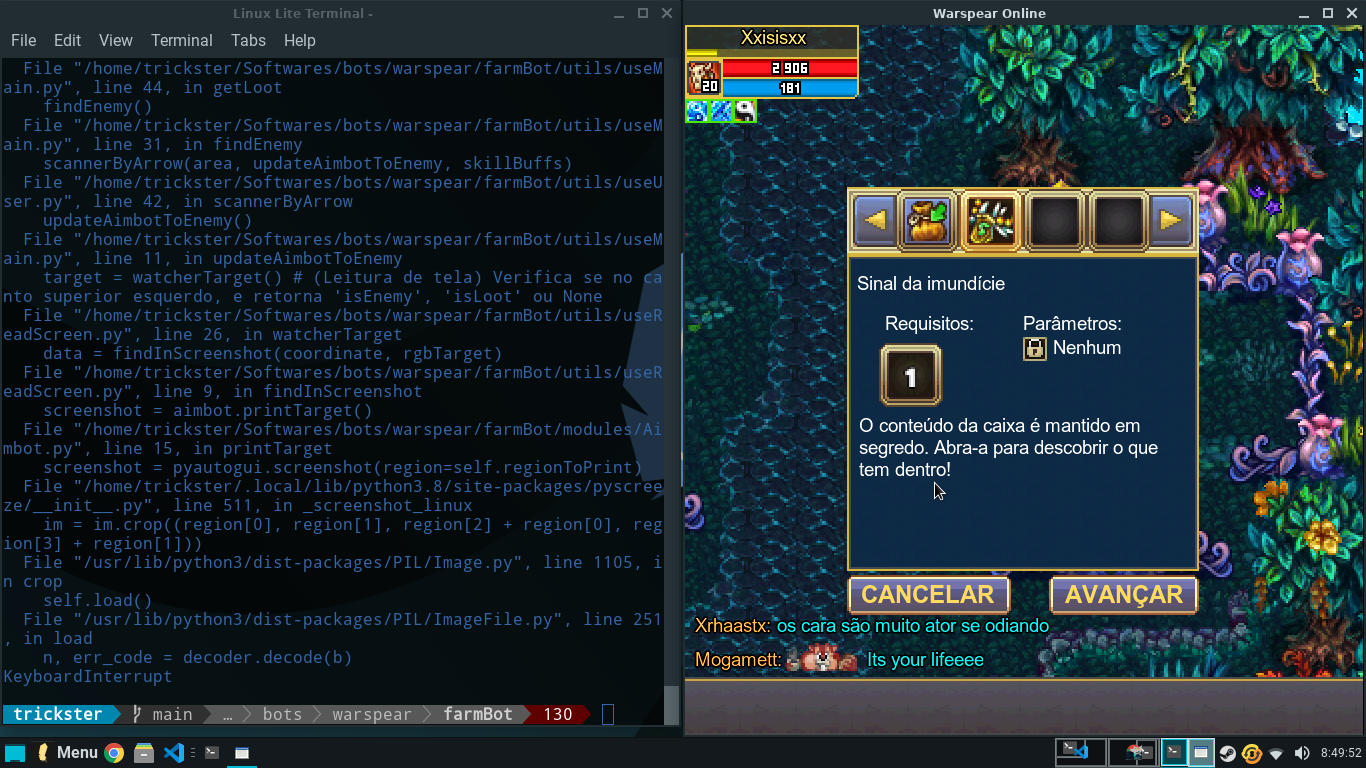 Linux Lite Terminal -
File Edit View Terminal Tabs Help
File "/home/trickster/Softwares/bots/warspear/farmBot/utils/useM
ain.py", line 44, in getLoot
findEnemy()
File "/home/trickster/Softwares/bots/warspear/farmBot/utils/useM
ain.py", line 31, in findEnemy
scannerByArrow(area, updateAimbotToEnemy, skillBuffs)
File "/home/trickster/Softwares/bots/warspear/farmBot/utils/useU
ser.py", line 42, in scannerByArrow
updateAimbotToEnemy()
File "/home/trickster/Softwares/bots/warspear/farmBot/utils/useM
ain.py", line 11, in updateAimbotToEnemy
target = watcherTarget() # (Leitura de tela) Verifica se no ca
nto superior esquerdo, e retorna 'isEnemy', 'isLoot' ou None
File "/home/trickster/Softwares/bots/warspear/farmBot/utils/useR
eadScreen.py", line 26, in watcherTarget
data = findInScreenshot(coordinate, rgbTarget)
File "/home/trickster/Softwares/bots/warspear/farmBot/utils/useR
eadScreen.py", line 9, in findInScreenshot
screenshot = aimbot.printTarget()
File "/home/trickster/Softwares/bots/warspear/farmBot/modules/Ai
mbot.py", line 15, in printTarget
screenshot = pyautogui.screenshot(region=self.regionToPrint)
File "/home/trickster/.local/lib/python3.8/site-packages/pyscree
ze/__init__.py", line 511, in _screenshot_linux
im = im.crop((region[0], region[1], region[2] + region[0], reg
ion[3] + region[1]))
File "/usr/lib/python3/dist-packages/PIL/Image.py", line 1105, i
n crop
self.load()
File "/usr/lib/python3/dist-packages/PIL/ImageFile.py", line 251
, in load
n, err_code = decoder.decode(b)
KeyboardInterrupt
trickster main … bots warspear farmBot 130
Warspear Online
Xxisisxx
2 906
20
181
Sinal da imundície
Requisitos: Parâmetros:
Nenhum
1
O conteúdo da caixa é mantido em
segredo. Abra-a para descobrir o que
tem dentro!
CANCELAR AVANÇAR
Xrhaastx: os cara são muito ator se odiando
Mogamett: Its your lifeeee
Menu
8:49:52